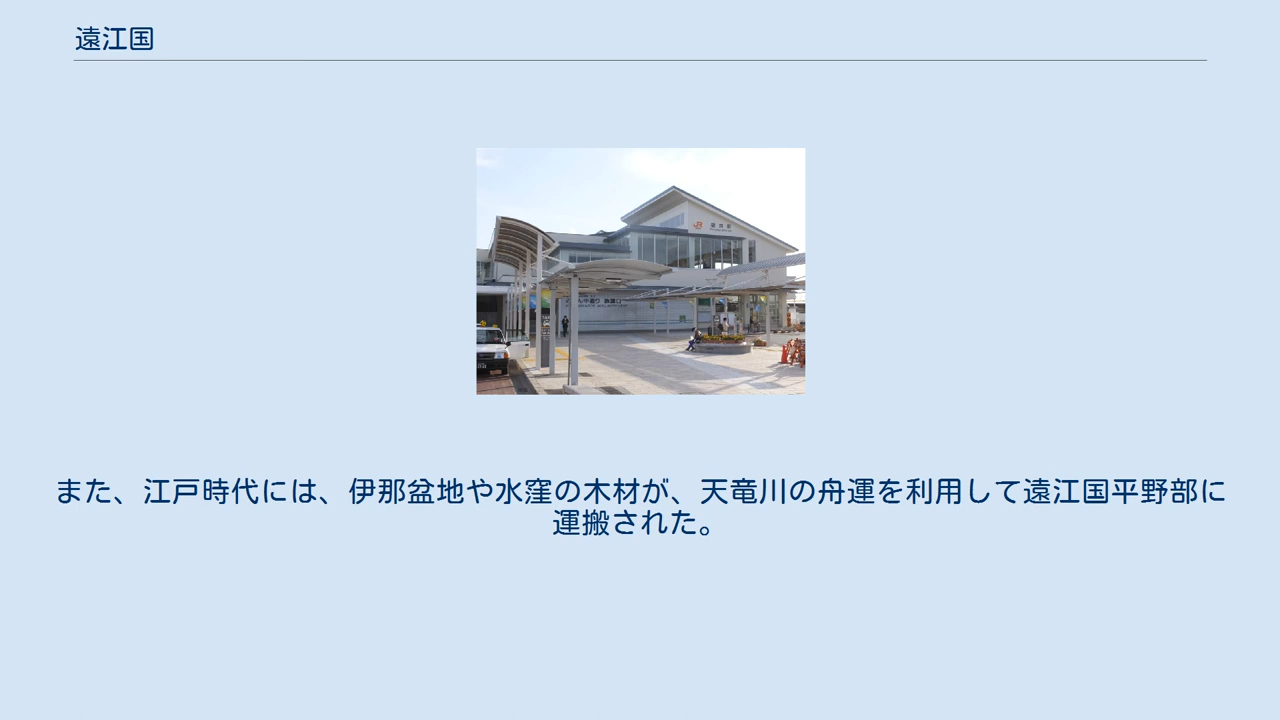 遠江国
JR
また、江戸時代には、伊那盆地や水窪の木材が、天竜川の舟運を利用して遠江国平野部に
運搬された。